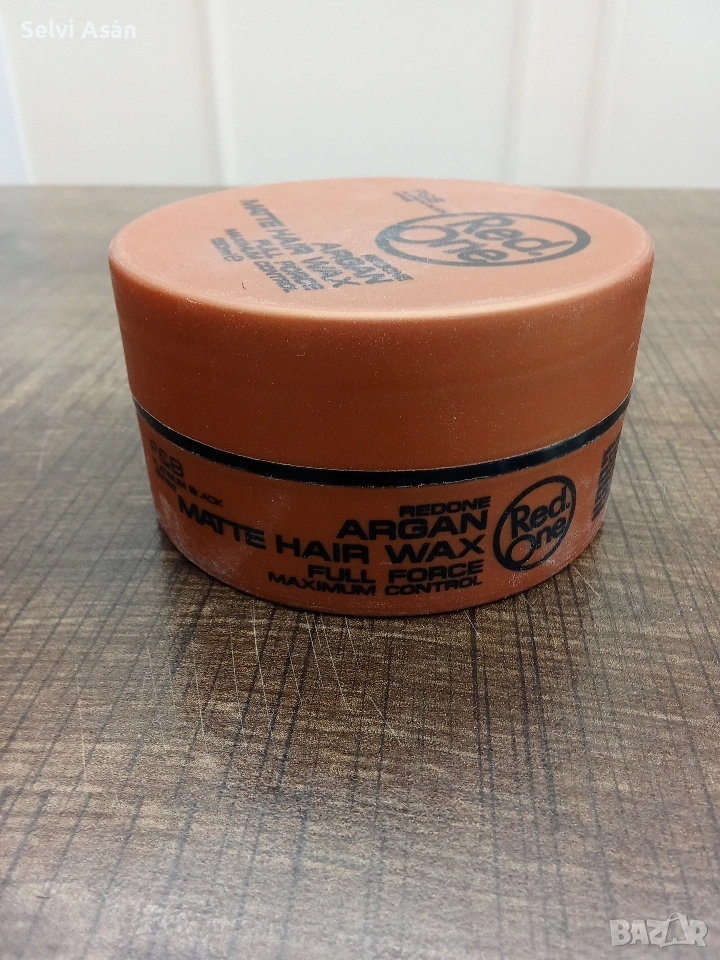 Selvi Asàn
Red.
One
REDONE
ARGAN
MATTE HAIR WAX
FULL FORCE
MAXIMUM CONTROL
REDONE
ARGAN
MATTE HAIR WAX
FULL FORCE
MAXIMUM CONTROL
Red.
One
BAZAR